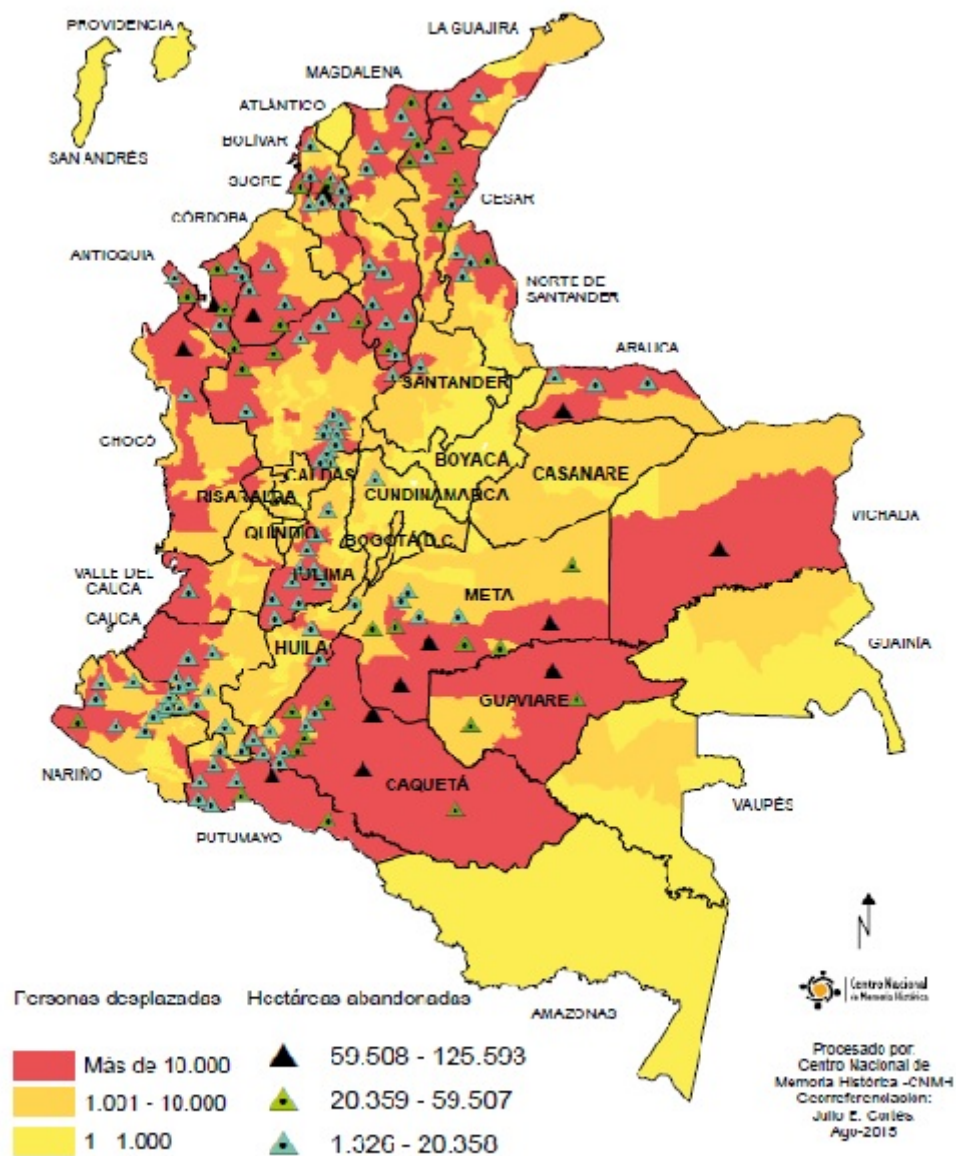 PROVIDENCIA
LA GUAJIRA
MAGDALENA
ATLÁNTICO
BOLÍVAR
SAN ANDRÉS
SUCRE
CESAR
CÓRDOBA
ANTIOQUIA
NORTE DE
SANTANDER
ARAUCA
SANTANDER
CHOCÓ
BOYACÁ
CASANARE
CALDAS
RISARALDA
CUNDINAMARCA
VICHADA
QUINDÍO
BOGOTÁ D.C.
VALLE DEL
CAUCA
TOLIMA
META
CAUCA
GUAINÍA
HUILA
GUAVIARE
NARIÑO
CAQUETÁ
VAUPÉS
PUTUMAYO
AMAZONAS
Personas desplazadas
Hectáreas abandonadas
Más de 10.000
59.508 - 125.593
1.001 - 10.000
20.359 - 59.507
1 1.000
1.326 - 20.358
Centro Nacional
de Memoria Histórica
Procesado por:
Centro Nacional de
Memoria Histórica -CNMH
Georreferenciación:
Julio E. Cortés.
Ago-2015